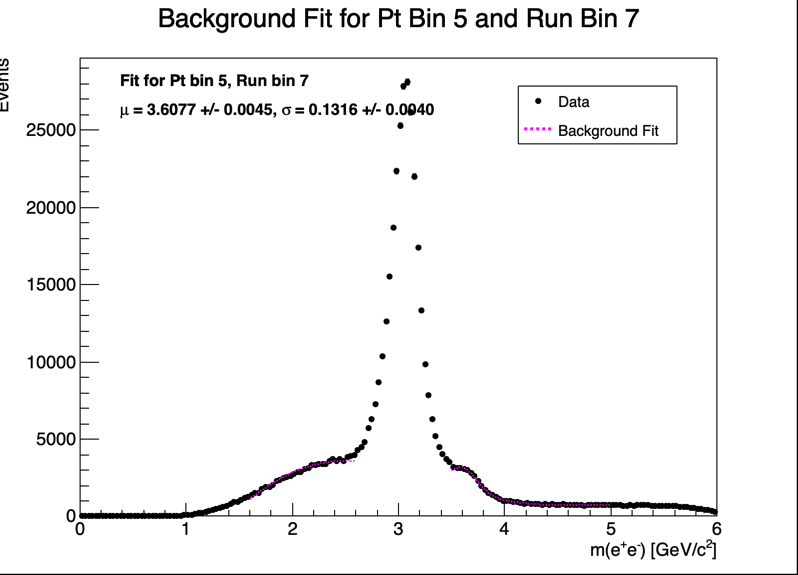 Background Fit for Pt Bin 5 and Run Bin 7
Events
Fit for Pt bin 5, Run bin 7
μ = 3.6077 +/- 0.0045, σ = 0.1316 +/- 0.0040
Data
Background Fit
25000
20000
15000
10000
5000
0
0 1 2 3 4 5 6
m(e⁺e⁻) [GeV/c²]